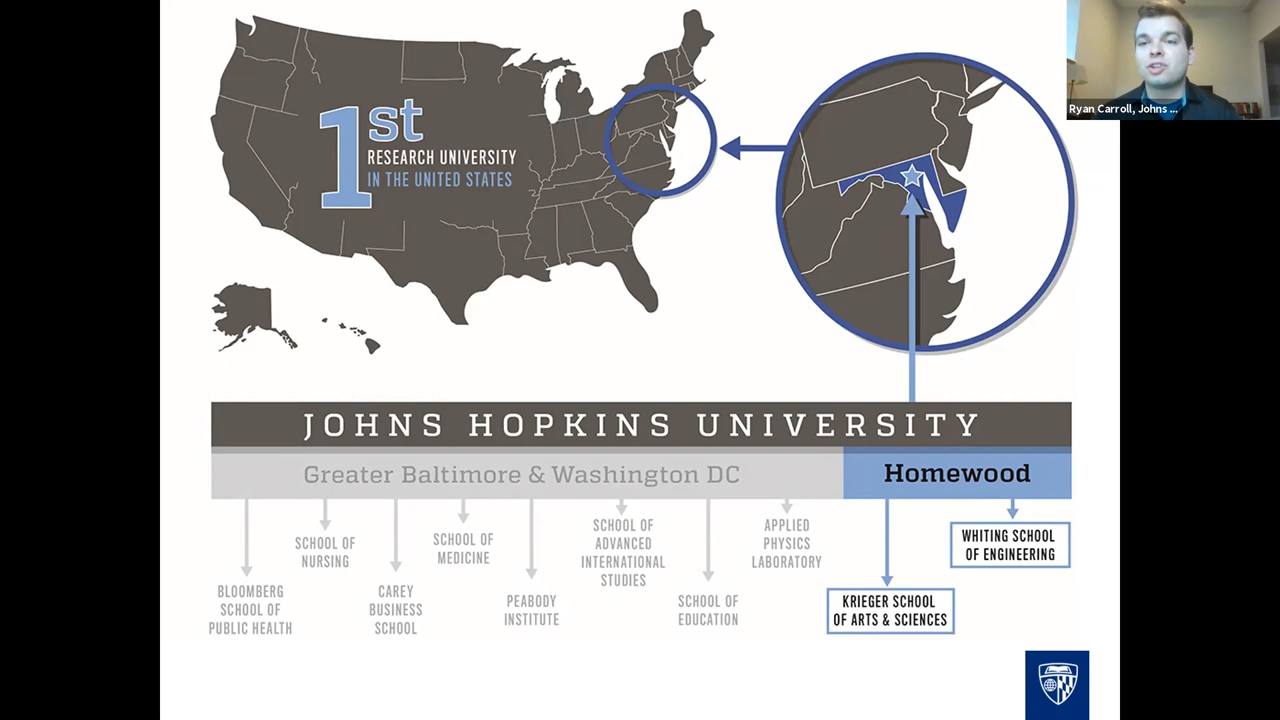 Ryan Carroll, Johns ...
1st
RESEARCH UNIVERSITY
IN THE UNITED STATES
JOHNS HOPKINS UNIVERSITY
Greater Baltimore & Washington DC
Homewood
BLOOMBERG
SCHOOL OF
PUBLIC HEALTH
SCHOOL OF
NURSING
CAREY
BUSINESS
SCHOOL
SCHOOL OF
MEDICINE
PEABODY
INSTITUTE
SCHOOL OF
ADVANCED
INTERNATIONAL
STUDIES
SCHOOL OF
EDUCATION
APPLIED
PHYSICS
LABORATORY
KRIEGER SCHOOL
OF ARTS & SCIENCES
WHITING SCHOOL
OF ENGINEERING